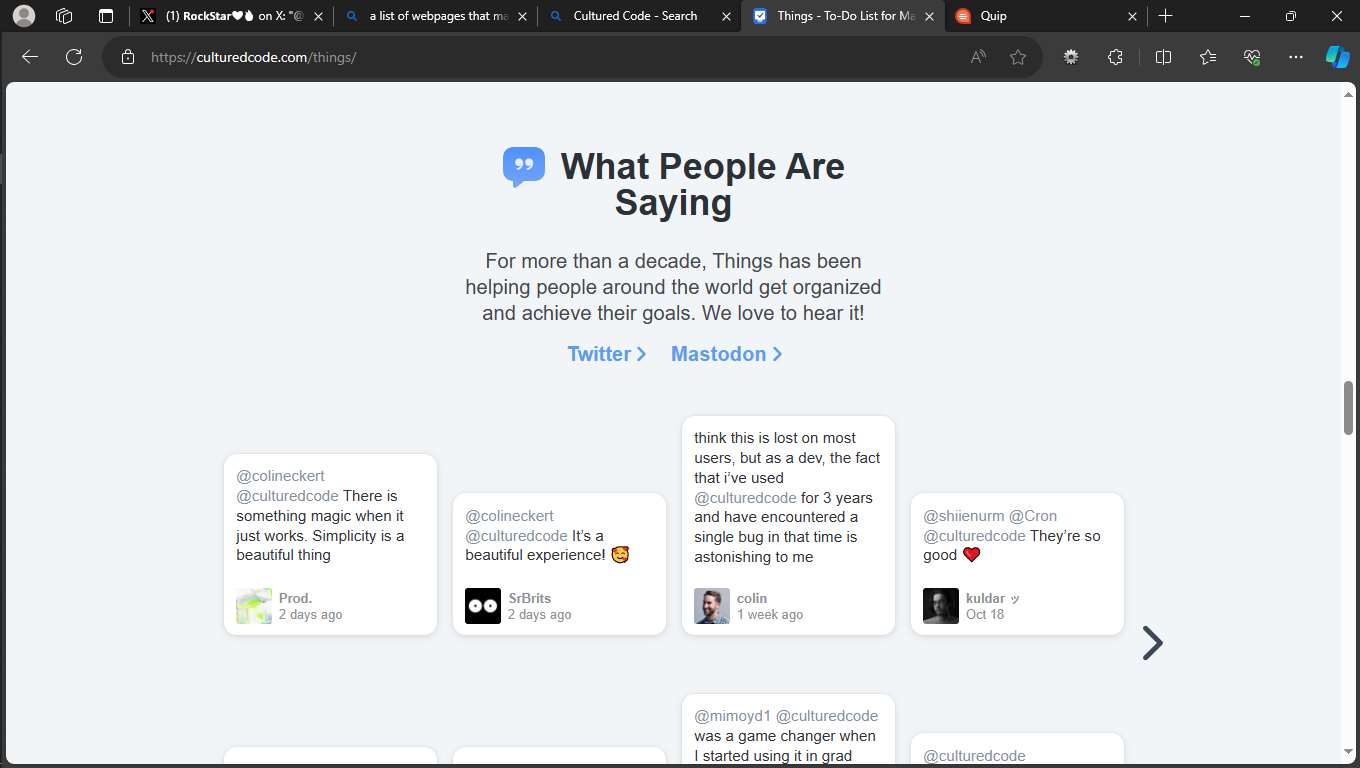 (1) RockStar🖤💧 on X: "@
a list of webpages that ma
Cultured Code - Search
Things - To-Do List for Ma
Quip
https://culturedcode.com/things/
What People Are
Saying
For more than a decade, Things has been
helping people around the world get organized
and achieve their goals. We love to hear it!
Twitter
Mastodon
@colineckert
@culturedcode There is
something magic when it
just works. Simplicity is a
beautiful thing
Prod.
2 days ago
@colineckert
@culturedcode It’s a
beautiful experience! 🥰
SrBrits
2 days ago
think this is lost on most
users, but as a dev, the fact
that i’ve used
@culturedcode for 3 years
and have encountered a
single bug in that time is
astonishing to me
colin
1 week ago
@shiienurm @Cron
@culturedcode They’re so
good ❤️
kuldar ッ
Oct 18
@mimoyd1 @culturedcode
was a game changer when
I started using it in grad
@culturedcode